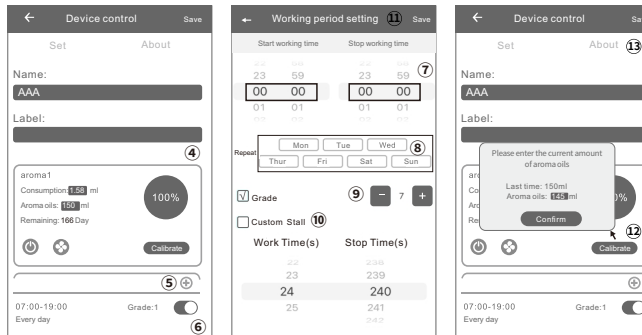 Device control
Save
Set
About
Name:
AAA
Label:
④
aroma1
Consumption: 1.58 ml
Aroma oils: 150 ml
Remaining: 166 Day
100%
Calibrate
⑤
07:00-19:00
Grade:1
Every day
⑥
Working period setting ⑪
Save
Start working time
Stop working time
23 59 23 59 ⑦
00 00 00 00
01 01 01 01
Repeat
Mon Tue Wed ⑧
Thur Fri Sat Sun
Grade
⑨ − 7 +
Custom Stall ⑩
Work Time(s) Stop Time(s)
22 238
23 239
24 240
25 241
242
Device control
Save
Set
About ⑬
Name:
AAA
Label:
Please enter the current amount
of aroma oils
Last time: 150ml
Aroma oils: 145 ml
Confirm
⑫
Calibrate
07:00-19:00
Grade:1
Every day